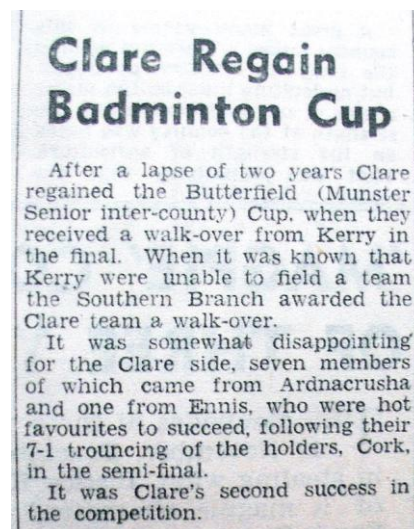 Clare Regain
Badminton Cup
After a lapse of two years Clare
regained the Butterfield (Munster
Senior inter-county) Cup, when they
received a walk-over from Kerry in
the final. When it was known that
Kerry were unable to field a team
the Southern Branch awarded the
Clare team a walk-over.
It was somewhat disappointing
for the Clare side, seven members
of which came from Ardnacrusha
and one from Ennis, who were hot
favourites to succeed, following their
7-1 trouncing of the holders, Cork,
in the semi-final.
It was Clare's second success in
the competition.